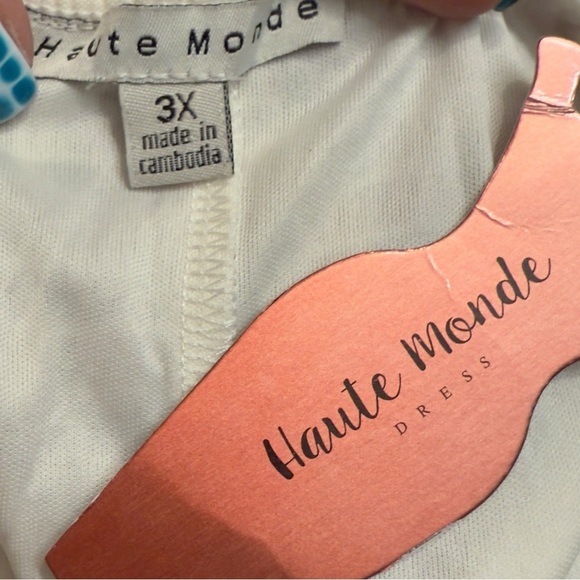 Haute Monde
3X
made in
cambodia
Haute Monde
DRESS